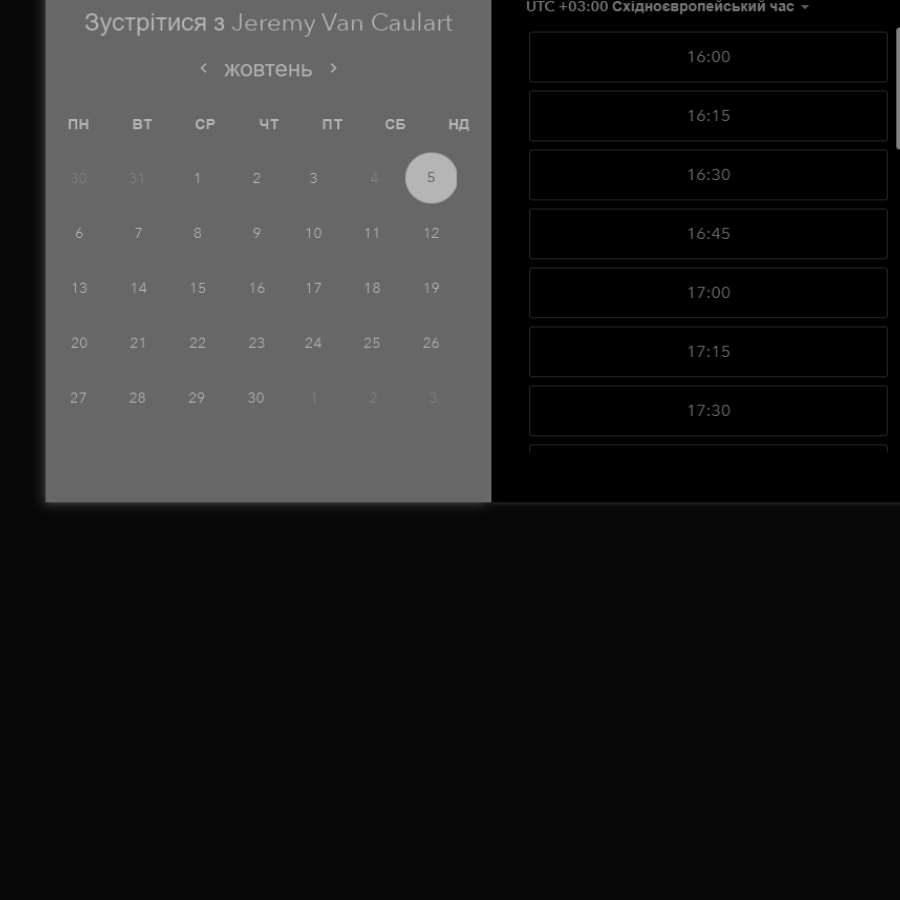 Зустрітися з Jeremy Van Caulart
жовтень
ПН ВТ СР ЧТ ПТ СБ НД
30 31 1 2 3 4 5
6 7 8 9 10 11 12
13 14 15 16 17 18 19
20 21 22 23 24 25 26
27 28 29 30 1 2 3
UTC +03:00 Східноєвропейський час
16:00
16:15
16:30
16:45
17:00
17:15
17:30